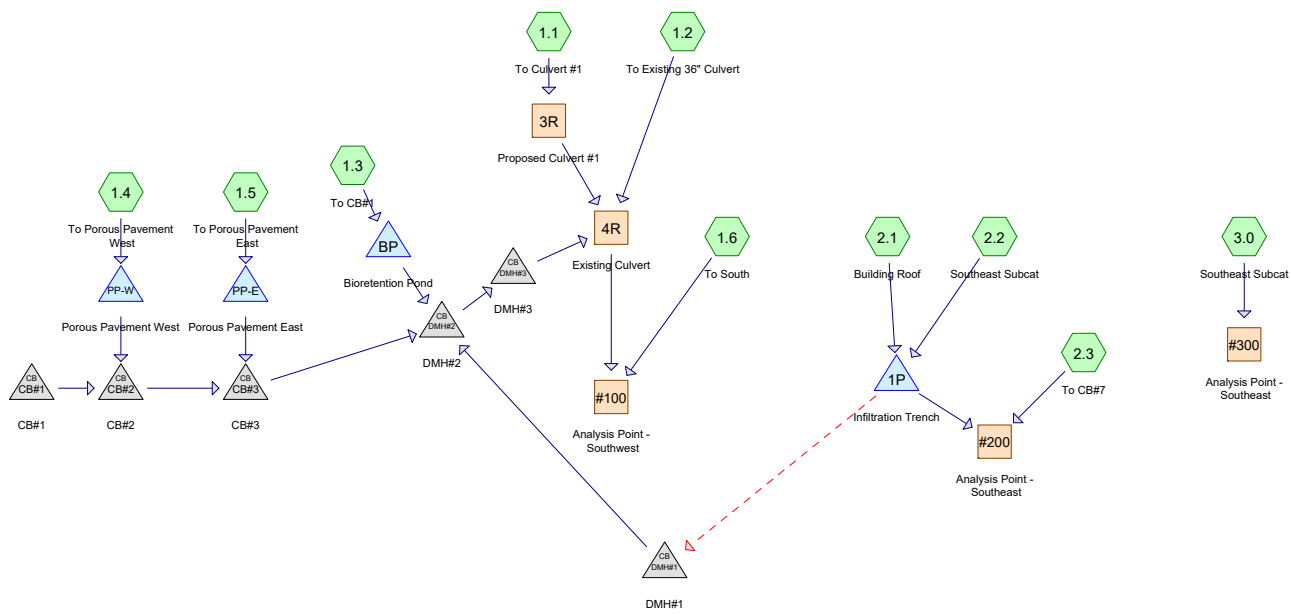 1.1
To Culvert #1
1.2
To Existing 36" Culvert
3R
Proposed Culvert #1
1.3
To CB#1
1.4
To Porous Pavement
West
1.5
To Porous Pavement
East
BP
Bioretention Pond
4R
Existing Culvert
1.6
To South
2.1
Building Roof
2.2
Southeast Subcat
3.0
Southeast Subcat
PP-W
Porous Pavement West
PP-E
Porous Pavement East
CB
DMH#3
DMH#3
CB
DMH#2
DMH#2
CB
CB#1
CB#1
CB
CB#2
CB#2
CB
CB#3
CB#3
#100
Analysis Point -
Southwest
1P
Infiltration Trench
2.3
To CB#7
#200
Analysis Point -
Southeast
#300
Analysis Point -
Southeast
CB
DMH#1
DMH#1